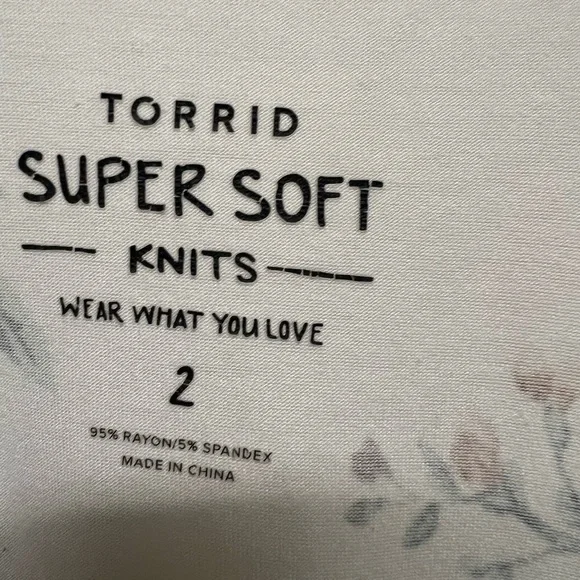 TORRID
SUPER SOFT
KNITS
WEAR WHAT YOU LOVE
2
95% RAYON/5% SPANDEX
MADE IN CHINA